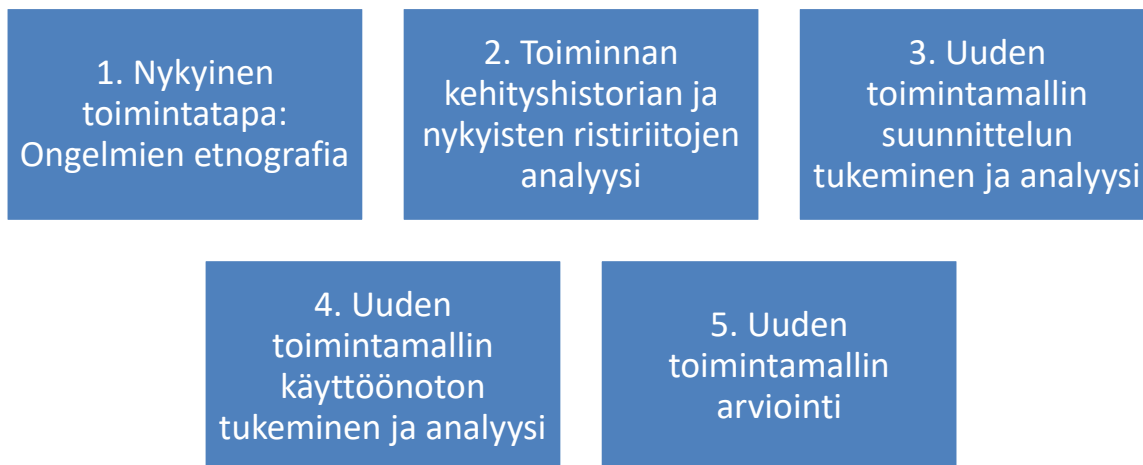 1. Nykyinen
toimintatapa:
Ongelmien etnografia
2. Toiminnan
kehityshistorian ja
nykyisten ristiriitojen
analyysi
3. Uuden
toimintamallin
suunnittelun
tukeminen ja analyysi
4. Uuden
toimintamallin
käyttöönoton
tukeminen ja analyysi
5. Uuden
toimintamallin
arviointi